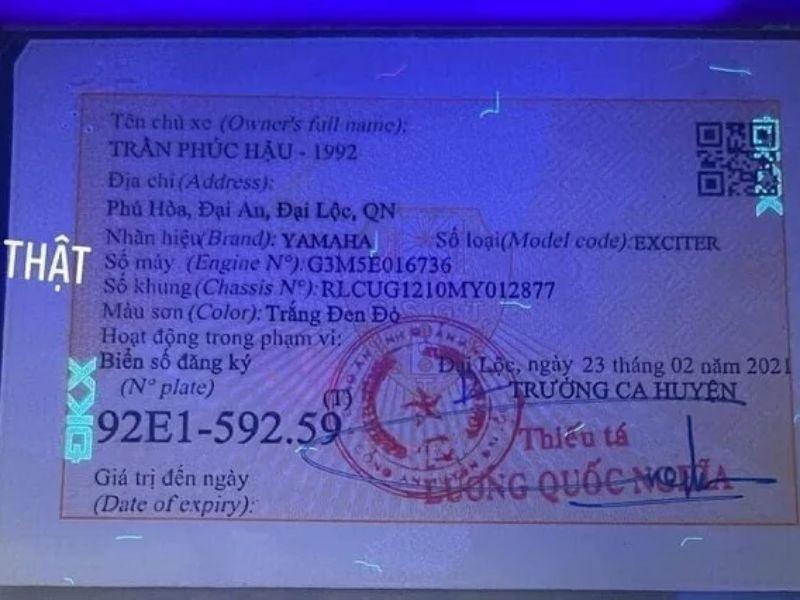 Tên chủ xe (Owner's full name):
TRẦN PHÚC HẬU - 1992
Địa chỉ (Address):
Phú Hòa, Đại An, Đại Lộc, QN
Nhãn hiệu(Brand): YAMAHA Số loại(Model code): EXCITER
THẬT
Số máy (Engine N°): G3M5E016736
Số khung (Chassis N°): RLCUG1210MY012877
Màu sơn (Color): Trắng Đen Đỏ
Hoạt động trong phạm vi:
Biển số đăng ký Đại Lộc, ngày 23 tháng 02 năm 2021
(N° plate) (T) TRƯỞNG CA HUYỆN
92E1-592.59
Thiếu tá
Giá trị đến ngày LƯƠNG QUỐC NGHĨA
(Date of expiry):
ĐKX
ĐKX